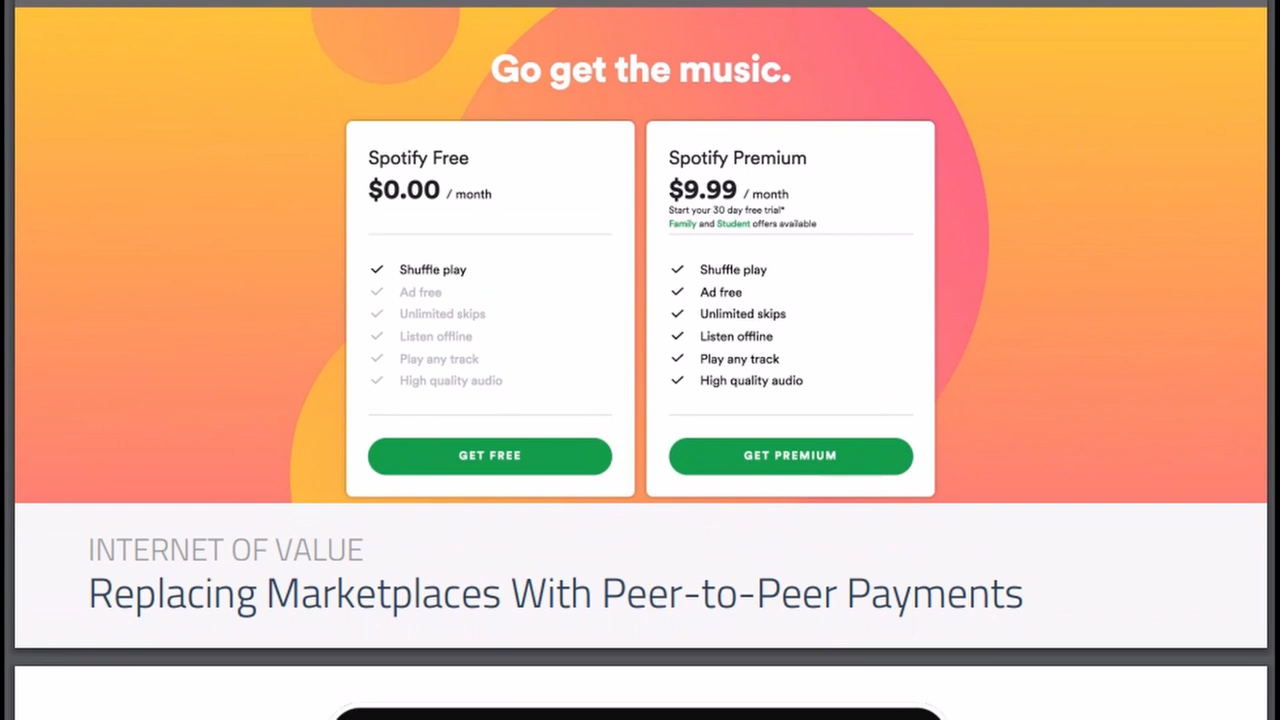 Go get the music.
Spotify Free
$0.00 / month
Shuffle play
Ad free
Unlimited skips
Listen offline
Play any track
High quality audio
GET FREE
Spotify Premium
$9.99 / month
Start your 30 day free trial*
Family and Student offers available
Shuffle play
Ad free
Unlimited skips
Listen offline
Play any track
High quality audio
GET PREMIUM
INTERNET OF VALUE
Replacing Marketplaces With Peer-to-Peer Payments